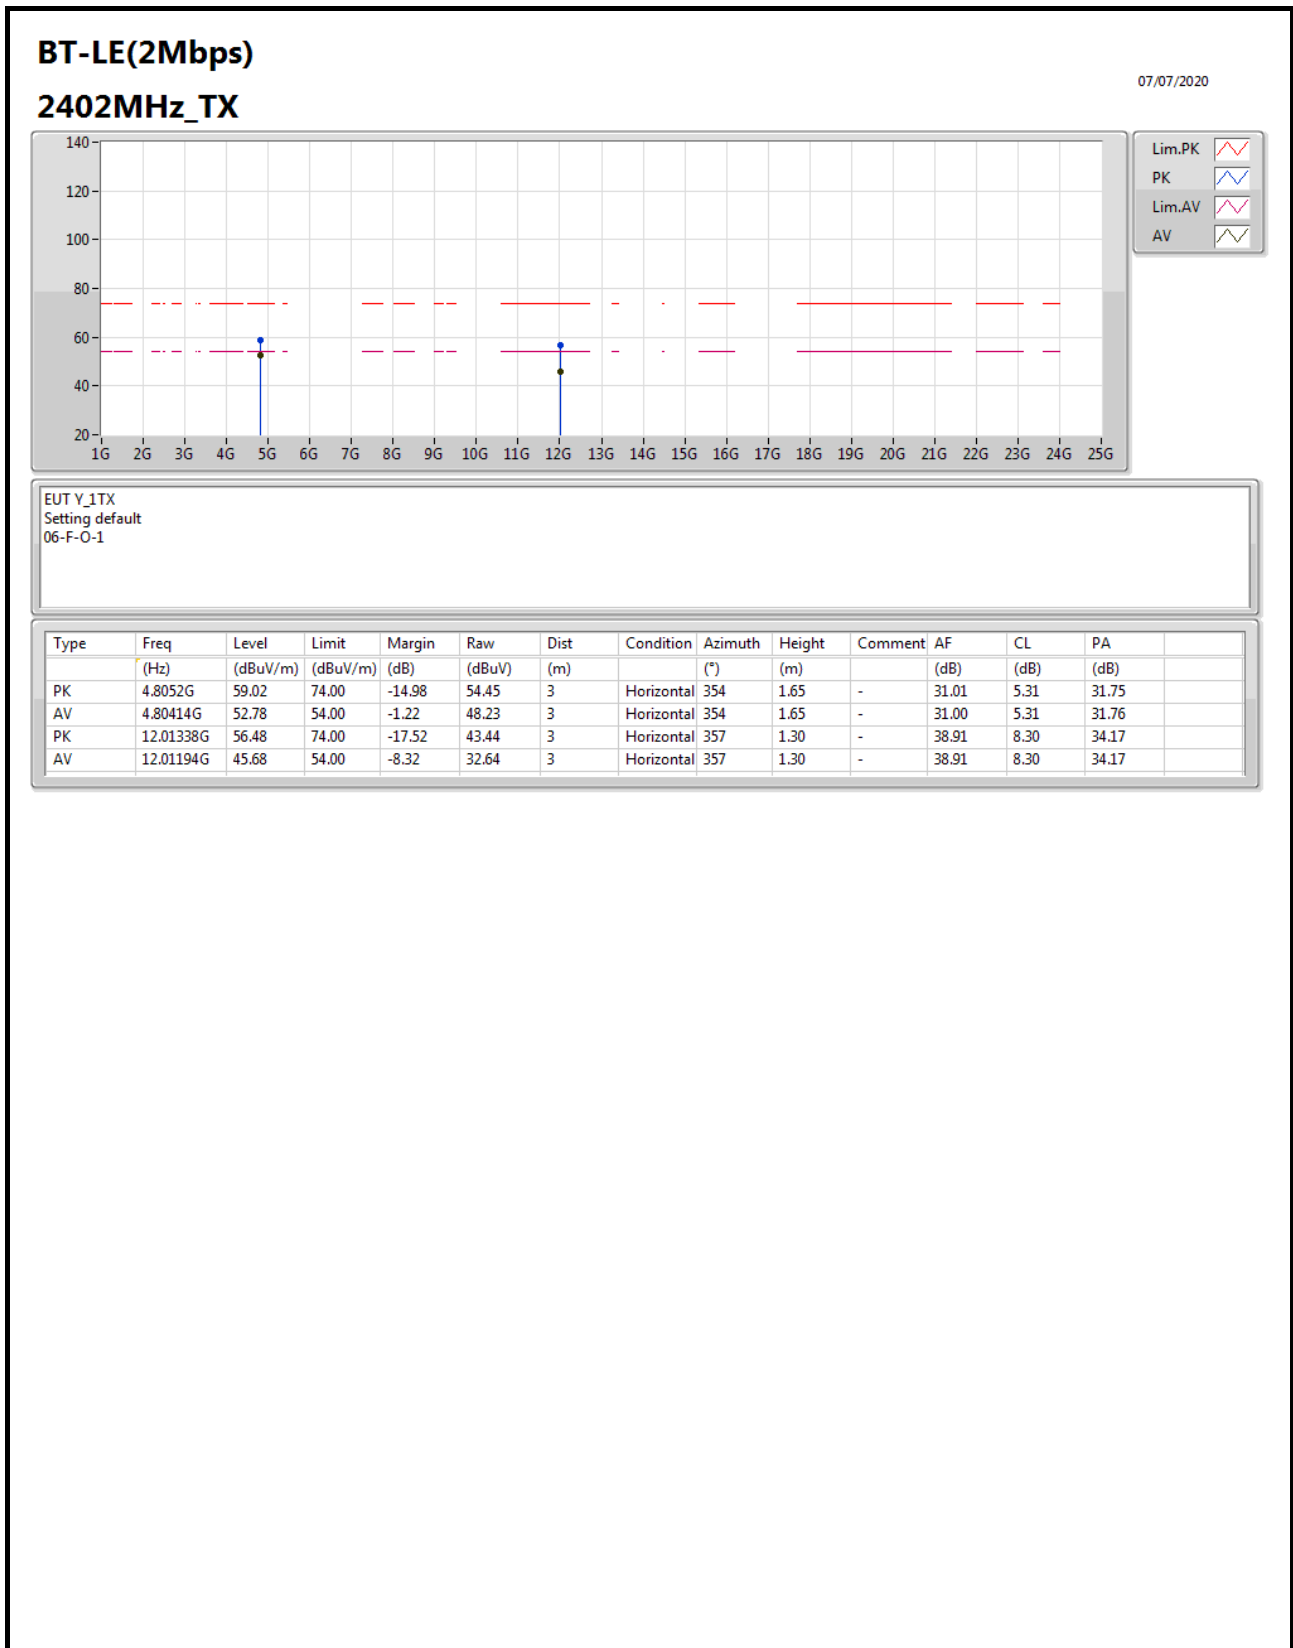 BT-LE(2Mbps)
07/07/2020
2402MHz_TX
140
120
100
80
60
40
20
1G 2G 3G 4G 5G 6G 7G 8G 9G 10G 11G 12G 13G 14G 15G 16G 17G 18G 19G 20G 21G 22G 23G 24G 25G
Lim.PK
PK
Lim.AV
AV
EUT Y_1TX
Setting default
06-F-O-1
Type Freq Level Limit Margin Raw Dist Condition Azimuth Height Comment AF CL PA
(Hz) (dBuV/m) (dBuV/m) (dB) (dBuV) (m) (°) (m) (dB) (dB) (dB)
PK 4.8052G 59.02 74.00 -14.98 54.45 3 Horizontal 354 1.65 - 31.01 5.31 31.75
AV 4.80414G 52.78 54.00 -1.22 48.23 3 Horizontal 354 1.65 - 31.00 5.31 31.76
PK 12.01338G 56.48 74.00 -17.52 43.44 3 Horizontal 357 1.30 - 38.91 8.30 34.17
AV 12.01194G 45.68 54.00 -8.32 32.64 3 Horizontal 357 1.30 - 38.91 8.30 34.17